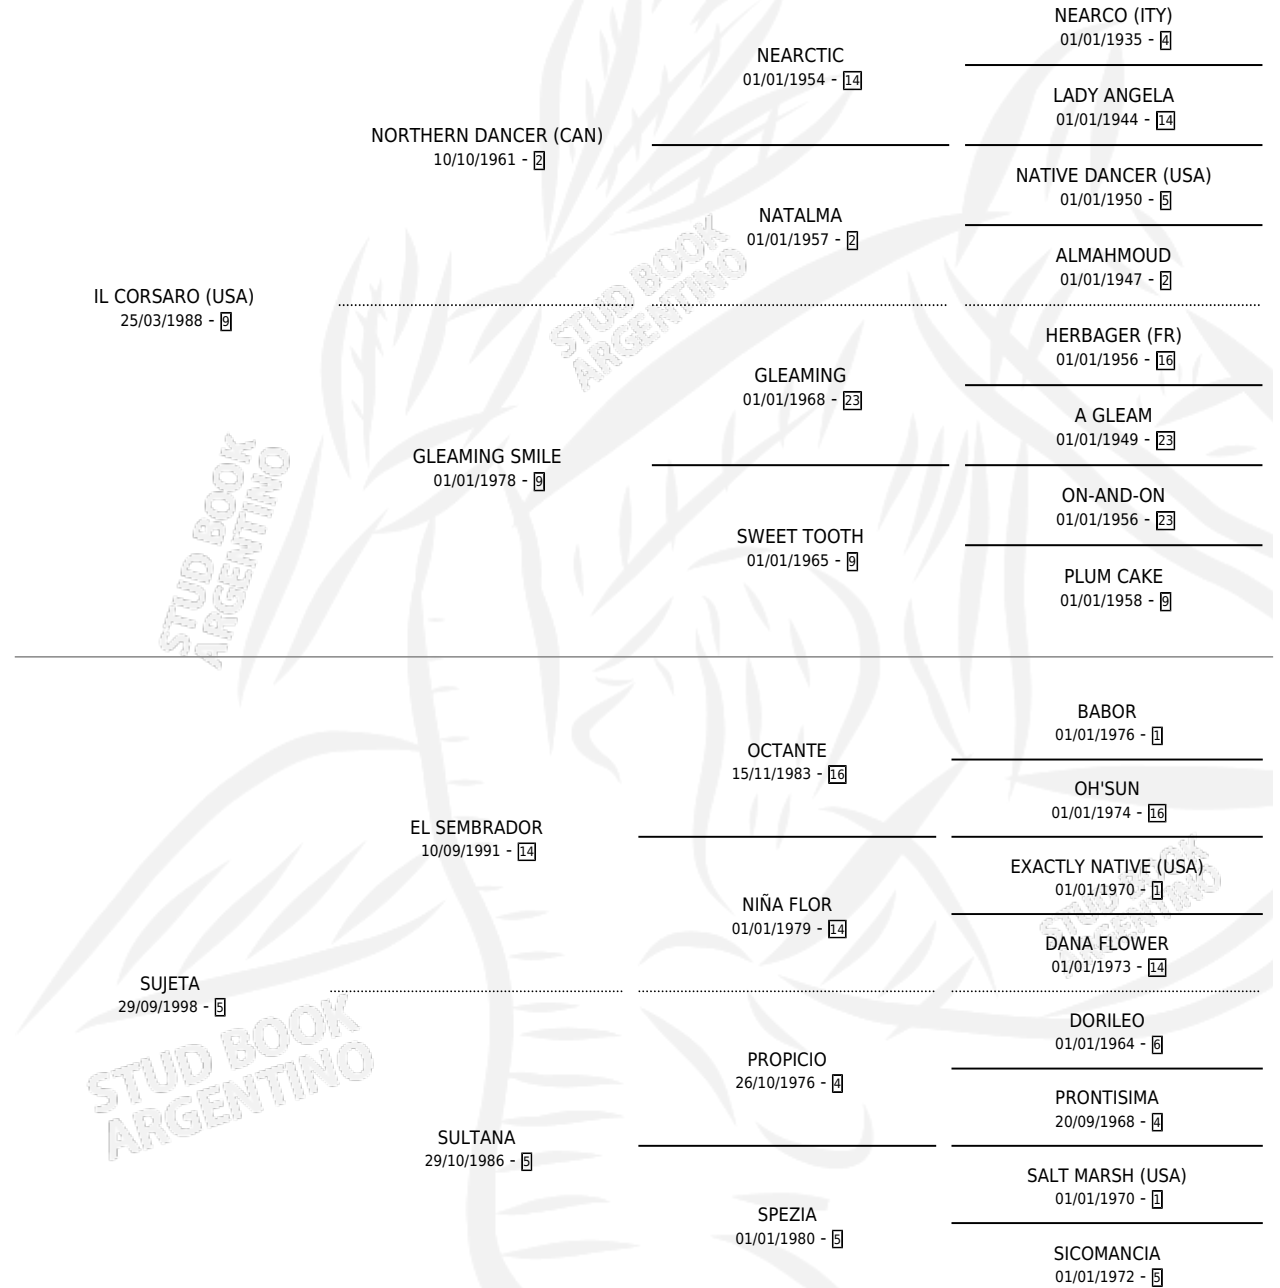 NEARCO (ITY)
01/01/1935 - 4
NEARCTIC
01/01/1954 - 14
LADY ANGELA
01/01/1944 - 14
NORTHERN DANCER (CAN)
10/10/1961 - 2
NATIVE DANCER (USA)
01/01/1950 - 5
NATALMA
01/01/1957 - 2
ALMAHMOUD
01/01/1947 - 2
IL CORSARO (USA)
25/03/1988 - 9
HERBAGER (FR)
01/01/1956 - 16
GLEAMING
01/01/1968 - 23
A GLEAM
01/01/1949 - 23
GLEAMING SMILE
01/01/1978 - 9
ON-AND-ON
01/01/1956 - 23
SWEET TOOTH
01/01/1965 - 9
PLUM CAKE
01/01/1958 - 9
STUD BOOK
ARGENTINO
STUD BOOK
ARGENTINO
BABOR
01/01/1976 - 1
OCTANTE
15/11/1983 - 16
OH'SUN
01/01/1974 - 16
EL SEMBRADOR
10/09/1991 - 14
EXACTLY NATIVE (USA)
01/01/1970 - 1
NIÑA FLOR
01/01/1979 - 14
DANA FLOWER
01/01/1973 - 14
SUJETA
29/09/1998 - 5
DORILEO
01/01/1964 - 6
PROPICIO
26/10/1976 - 4
PRONTISIMA
20/09/1968 - 4
SULTANA
29/10/1986 - 5
SALT MARSH (USA)
01/01/1970 - 1
SPEZIA
01/01/1980 - 5
SICOMANCIA
01/01/1972 - 5
STUD BOOK
ARGENTINO
STUD BOOK
ARGENTINO